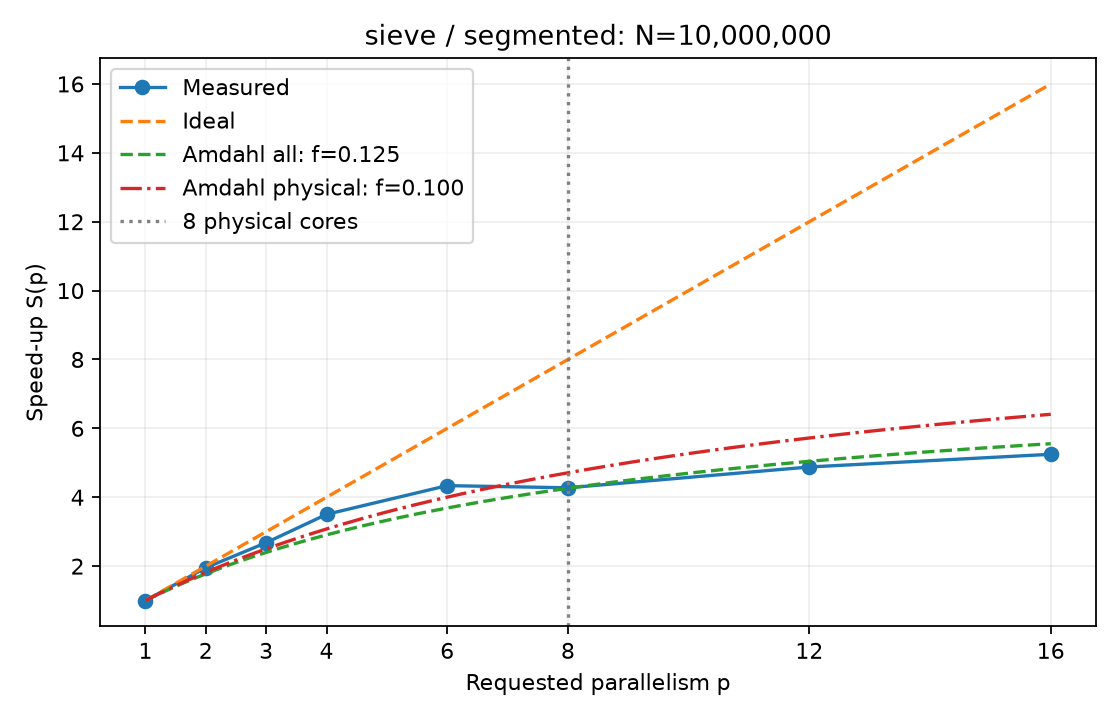 sieve / segmented: N=10,000,000
Measured
Ideal
Amdahl all: f=0.125
Amdahl physical: f=0.100
8 physical cores
Speed-up S(p)
16
14
12
10
8
6
4
2
1 2 3 4 6 8 12 16
Requested parallelism p